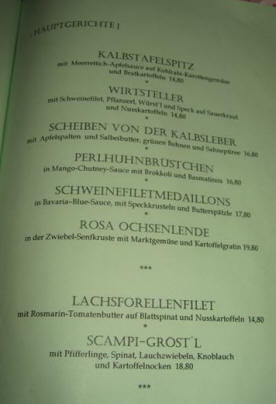 : HAUPTGERICHTE !
KALBSTAFELSPITZ
mit Meerrettich-Apfelsauce auf Kohlrabi-Karottengemüse
und Bratkartoffeln 14,80
*
WIRTSTELLER
mit Schweinefilet, Pflanzerl, Würst'l und Speck auf Sauerkraut
und Nusskartoffeln 14,80
*
SCHEIBEN VON DER KALBSLEBER
mit Apfelspalten und Salbeibutter, grünen Bohnen und Sahnepüree 16,80
*
PERLHUHNBRÜSTCHEN
in Mango-Chutney-Sauce mit Brokkoli und Basmatireis 16,80
*
SCHWEINEFILETMEDAILLONS
in Bavaria-Blue-Sauce, mit Speckkrusteln und Butterspätzle 17,80
*
ROSA OCHSENLENDE
in der Zwiebel-Senfkruste mit Marktgemüse und Kartoffelgratin 19,80
***
LACHSFORELLENFILET
mit Rosmarin-Tomatenbutter auf Blattspinat und Nusskartoffeln 14,80
*
SCAMPI-GRÖST´L
mit Pfifferlinge, Spinat, Lauchzwiebeln, Knoblauch
und Kartoffelnocken 18,80
***